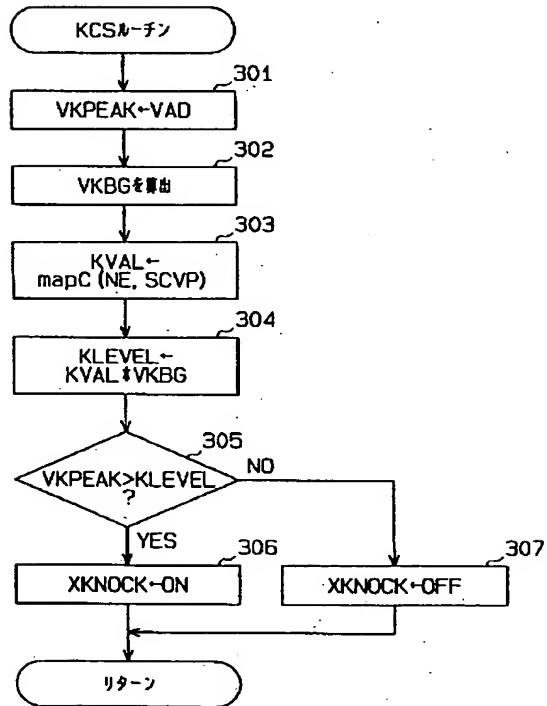 KCSルーチン
301
VKPEAK←VAD
302
VKBGを算出
303
KVAL←
mapC (NE, SCVP)
304
KLEVEL←
KVAL*VKBG
305
VKPEAK>KLEVEL
?
NO
YES
306
XKNOCK←ON
307
XKNOCK←OFF
リターン